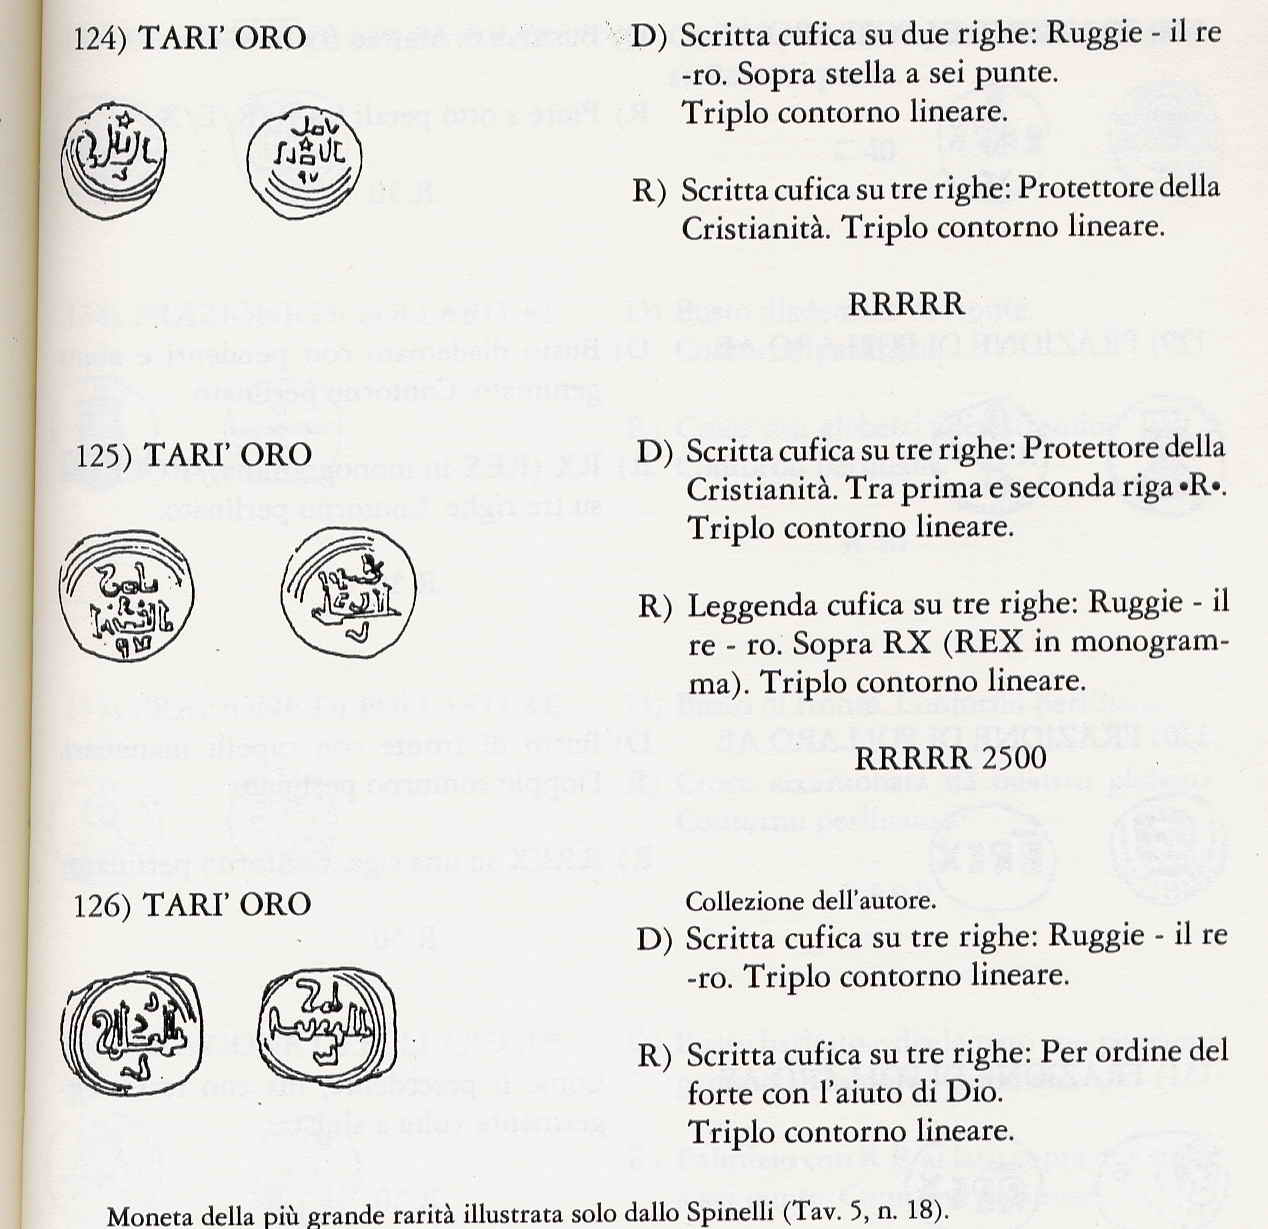 124) TARI' ORO
D) Scritta cufica su due righe: Ruggie - il re
-ro. Sopra stella a sei punte.
Triplo contorno lineare.
R) Scritta cufica su tre righe: Protettore della
Cristianità. Triplo contorno lineare.
RRRRR
125) TARI' ORO
D) Scritta cufica su tre righe: Protettore della
Cristianità. Tra prima e seconda riga •R•.
Triplo contorno lineare.
R) Leggenda cufica su tre righe: Ruggie - il
re - ro. Sopra RX (REX in monogram-
ma). Triplo contorno lineare.
RRRRR 2500
126) TARI' ORO
Collezione dell'autore.
D) Scritta cufica su tre righe: Ruggie - il re
-ro. Triplo contorno lineare.
R) Scritta cufica su tre righe: Per ordine del
forte con l'aiuto di Dio.
Triplo contorno lineare.
Moneta della più grande rarità illustrata solo dallo Spinelli (Tav. 5, n. 18).